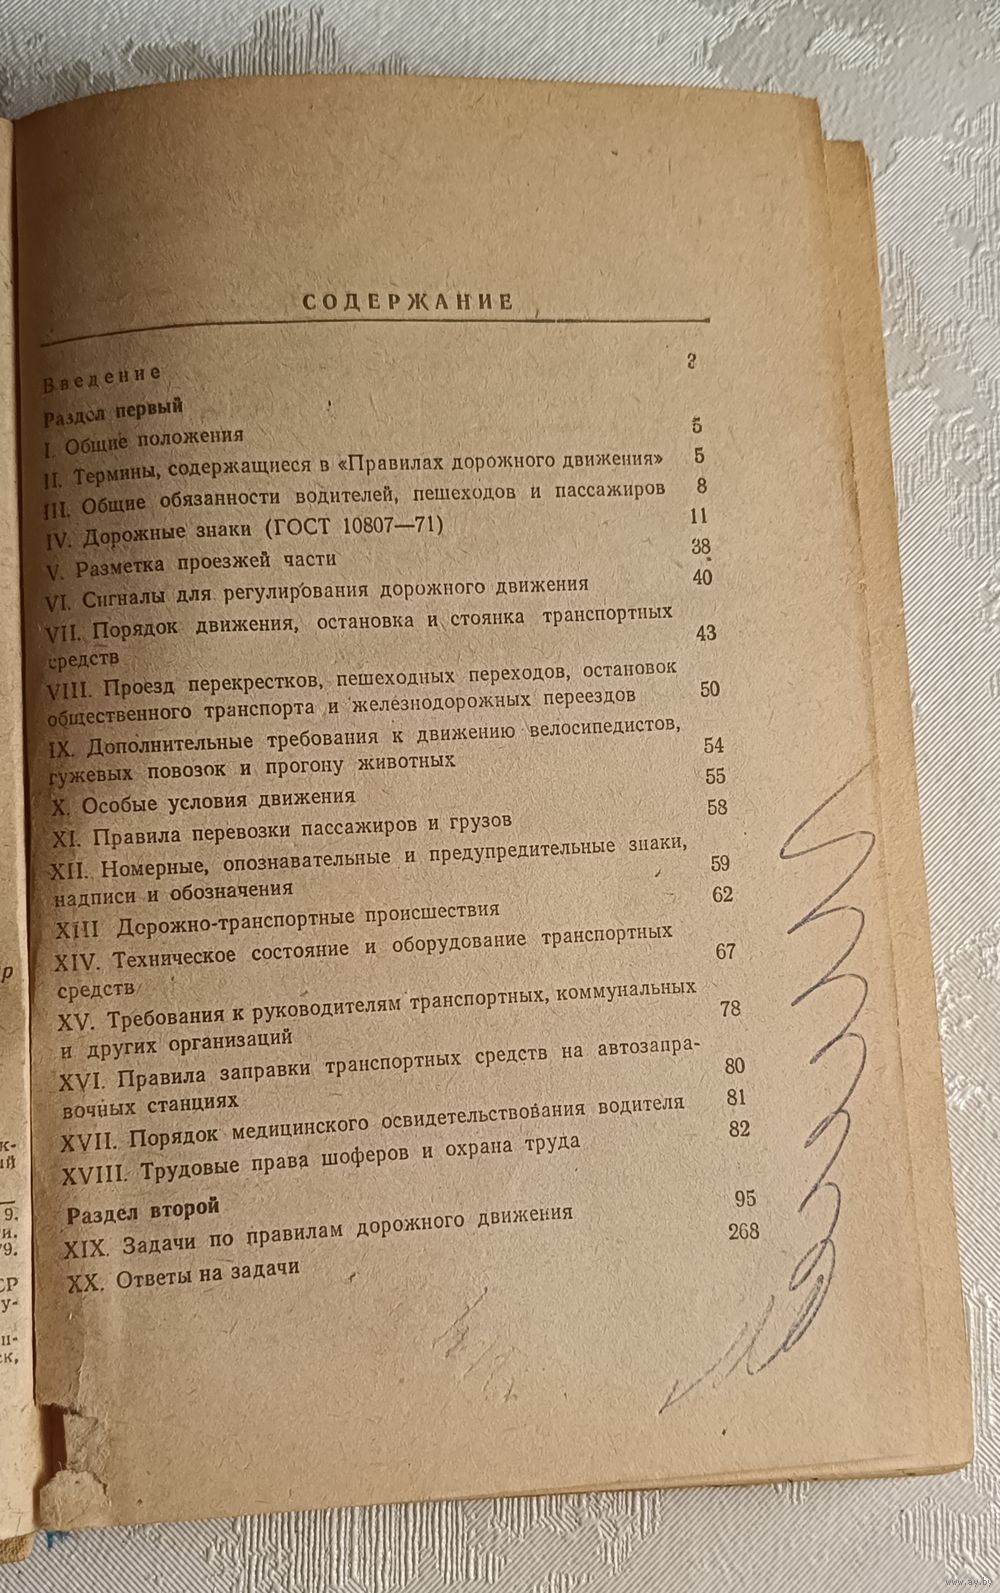 СОДЕРЖАНИЕ
Введение 3
Раздел первый
I. Общие положения 5
II. Термины, содержащиеся в «Правилах дорожного движения» 5
III. Общие обязанности водителей, пешеходов и пассажиров 8
IV. Дорожные знаки (ГОСТ 10807—71) 11
V. Разметка проезжей части 38
VI. Сигналы для регулирования дорожного движения 40
VII. Порядок движения, остановка и стоянка транспортных
средств 43
VIII. Проезд перекрестков, пешеходных переходов, остановок
общественного транспорта и железнодорожных переездов 50
IX. Дополнительные требования к движению велосипедистов,
гужевых повозок и прогону животных 54
X. Особые условия движения 55
XI. Правила перевозки пассажиров и грузов 58
XII. Номерные, опознавательные и предупредительные знаки,
надписи и обозначения 59
XIII Дорожно-транспортные происшествия 62
XIV. Техническое состояние и оборудование транспортных
средств 67
XV. Требования к руководителям транспортных, коммунальных
и других организаций 78
XVI. Правила заправки транспортных средств на автозапра-
вочных станциях 80
XVII. Порядок медицинского освидетельствования водителя 81
XVIII. Трудовые права шоферов и охрана труда 82
Раздел второй
XIX. Задачи по правилам дорожного движения 95
XX. Ответы на задачи 268
www.ay.by